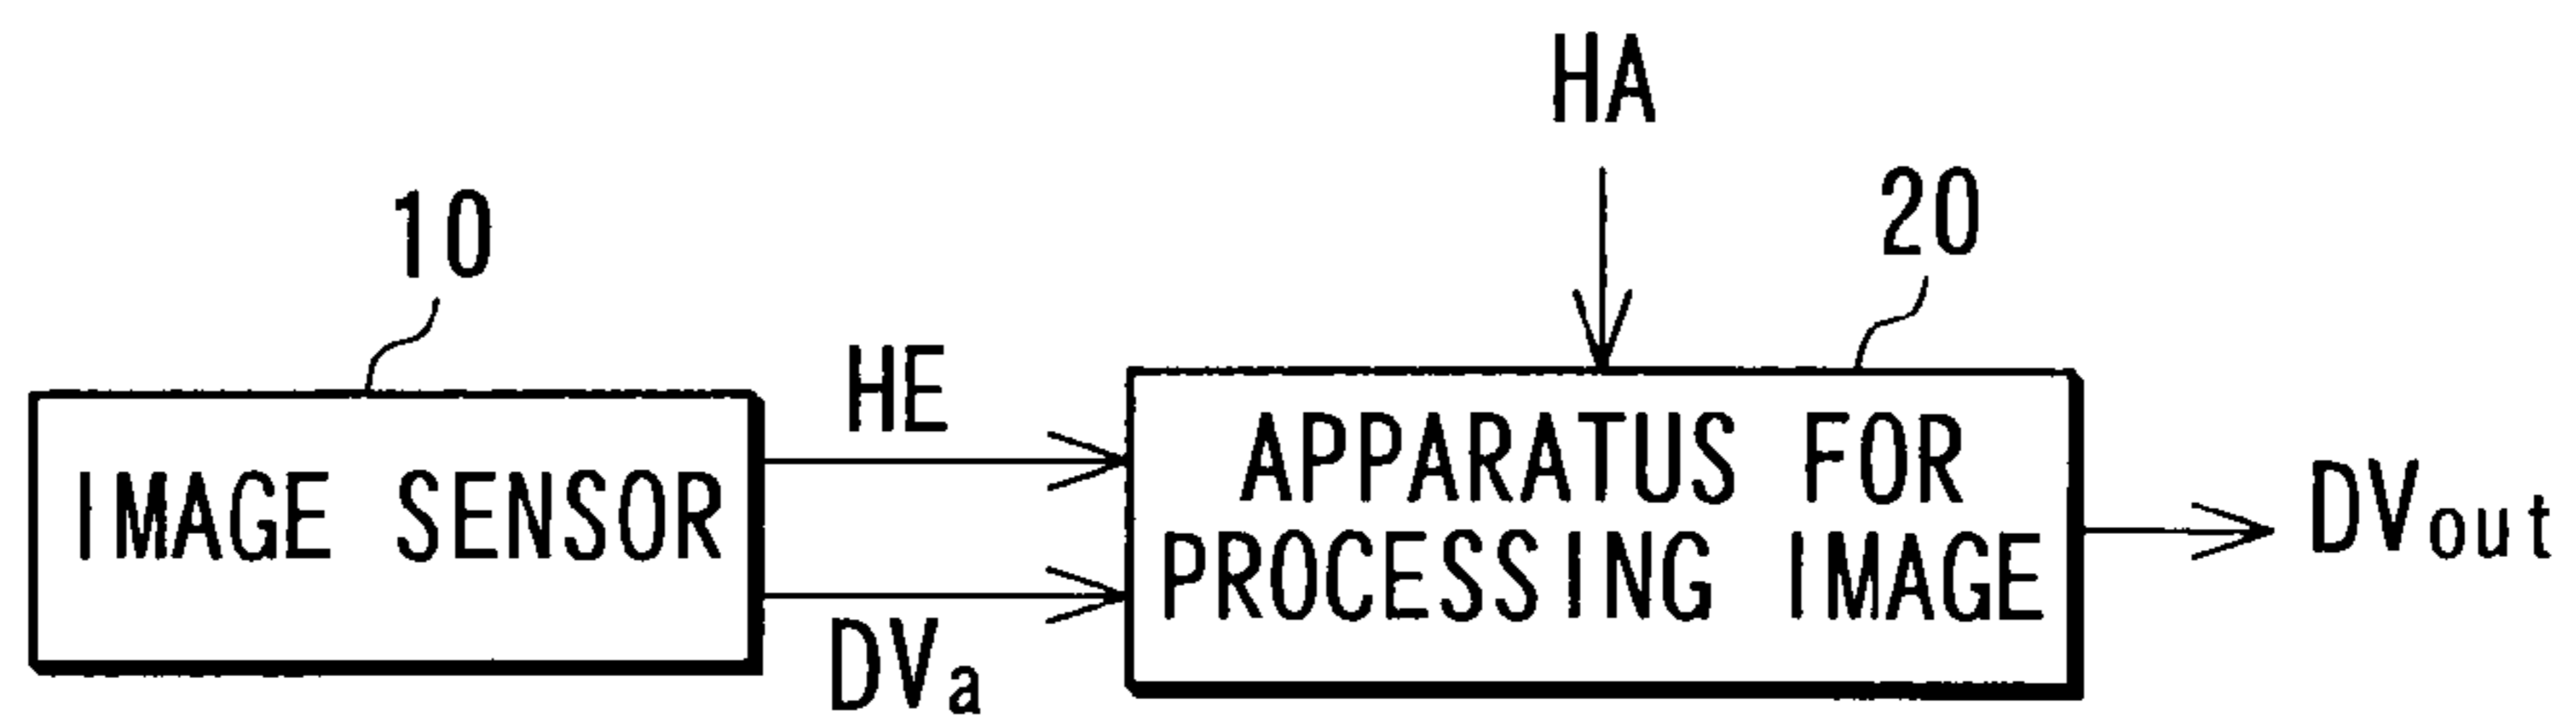 HA
10
20
HE
IMAGE SENSOR
APPARATUS FOR
PROCESSING IMAGE
DVout
DVa